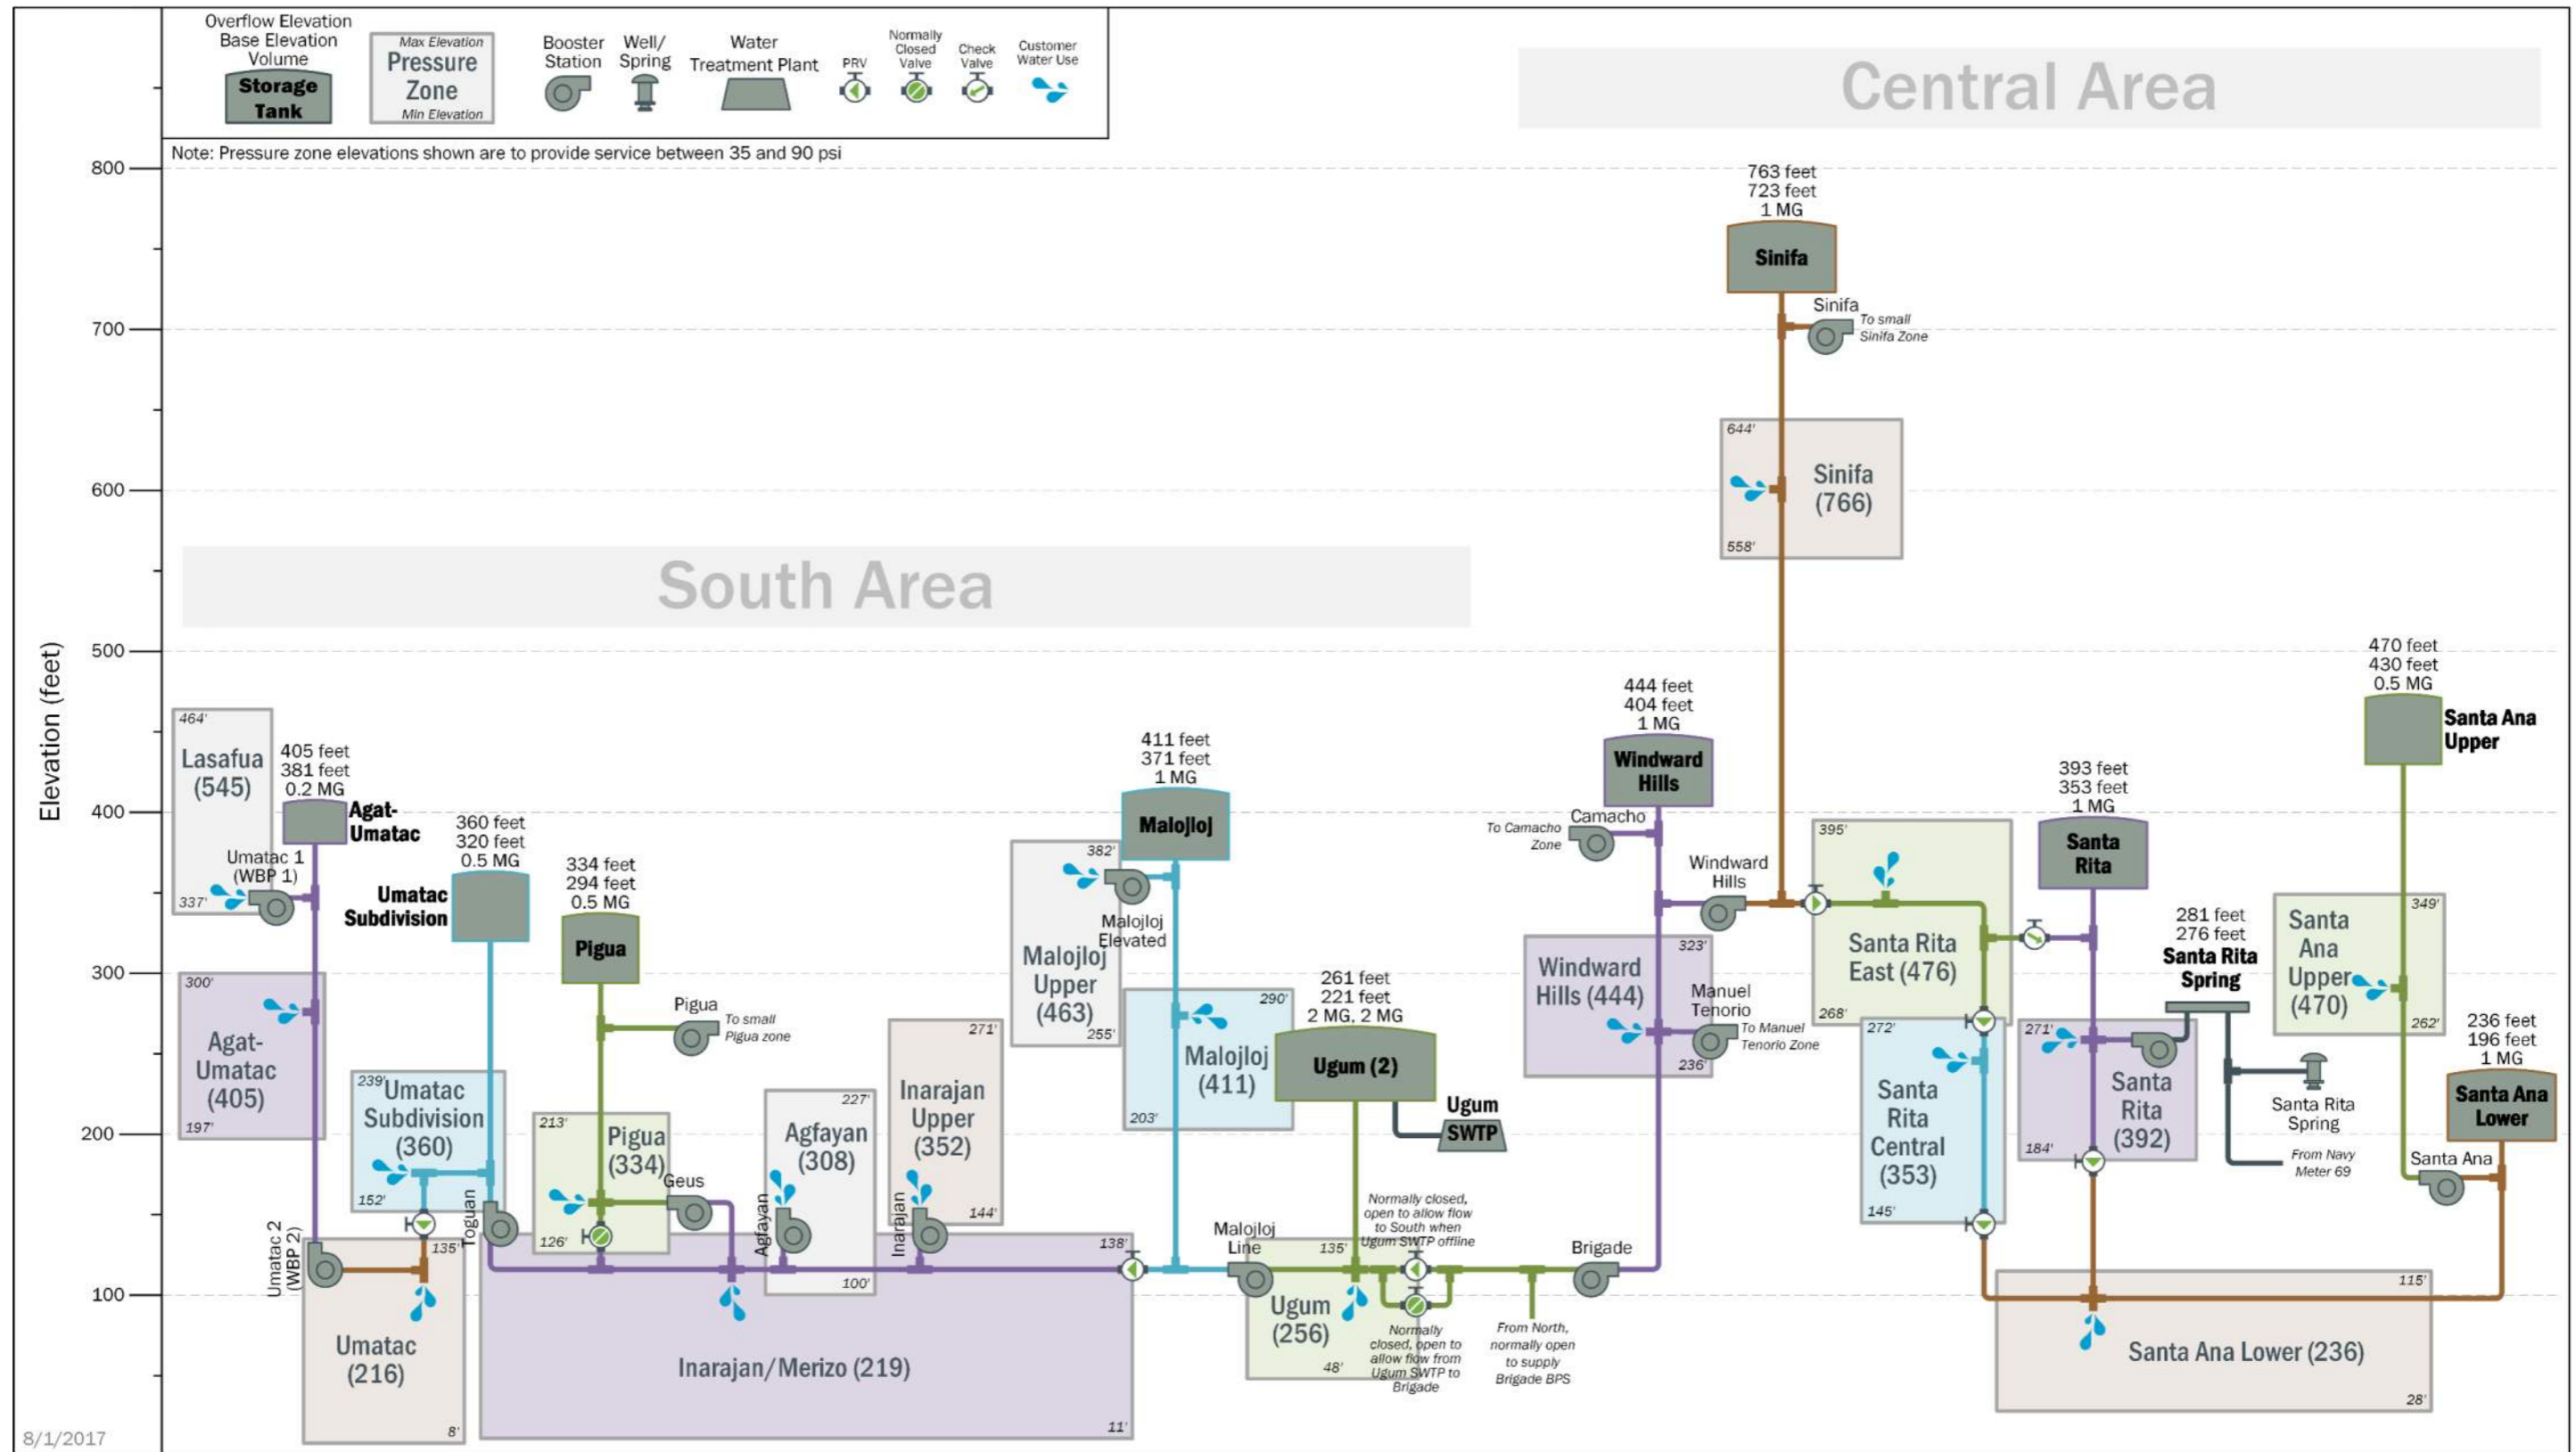 Overflow Elevation
Base Elevation
Volume
Storage
Tank
Max Elevation
Pressure
Zone
Min Elevation
Booster
Station
Well/
Spring
Water
Treatment Plant
PRV
Normally
Closed
Valve
Check
Valve
Customer
Water Use
Note: Pressure zone elevations shown are to provide service between 35 and 90 psi
Central Area
South Area
Elevation (feet)
800
700
600
500
400
300
200
100
464'
Lasafua
(545)
337'
Umatac 1
(WBP 1)
405 feet
381 feet
0.2 MG
Agat-
Umatac
300'
Agat-
Umatac
(405)
197'
Umatac 2
(WBP 2)
135'
Umatac
(216)
8'
360 feet
320 feet
0.5 MG
Umatac
Subdivision
239'
Umatac
Subdivision
(360)
152'
Toguan
334 feet
294 feet
0.5 MG
Pigua
Pigua
To small
Pigua zone
213'
Pigua
(334)
126'
Geus
227'
Agfayan
(308)
100'
Agfayan
271'
Inarajan
Upper
(352)
144'
Inarajan
138'
Inarajan/Merizo (219)
11'
411 feet
371 feet
1 MG
Malojloj
382'
Malojloj
Elevated
Malojloj
Upper
(463)
255'
290'
Malojloj
(411)
203'
Malojloj
Line
261 feet
221 feet
2 MG, 2 MG
Ugum (2)
Ugum
SWTP
135'
Ugum
(256)
48'
Normally closed,
open to allow flow
to South when
Ugum SWTP offline
Normally
closed, open to
allow flow from
Ugum SWTP to
Brigade
From North,
normally open
to supply
Brigade BPS
Brigade
444 feet
404 feet
1 MG
Windward
Hills
Camacho
To Camacho
Zone
Windward
Hills
323'
Windward
Hills (444)
236'
Manuel
Tenorio
To Manuel
Tenorio Zone
763 feet
723 feet
1 MG
Sinifa
Sinifa
To small
Sinifa Zone
644'
Sinifa
(766)
558'
395'
Santa Rita
East (476)
268'
272'
Santa
Rita
Central
(353)
145'
393 feet
353 feet
1 MG
Santa
Rita
271'
Santa
Rita
(392)
184'
281 feet
276 feet
Santa Rita
Spring
Santa Rita
Spring
From Navy
Meter 69
470 feet
430 feet
0.5 MG
Santa Ana
Upper
349'
Santa
Ana
Upper
(470)
262'
236 feet
196 feet
1 MG
Santa Ana
Lower
Santa Ana
115'
Santa Ana Lower (236)
28'
8/1/2017